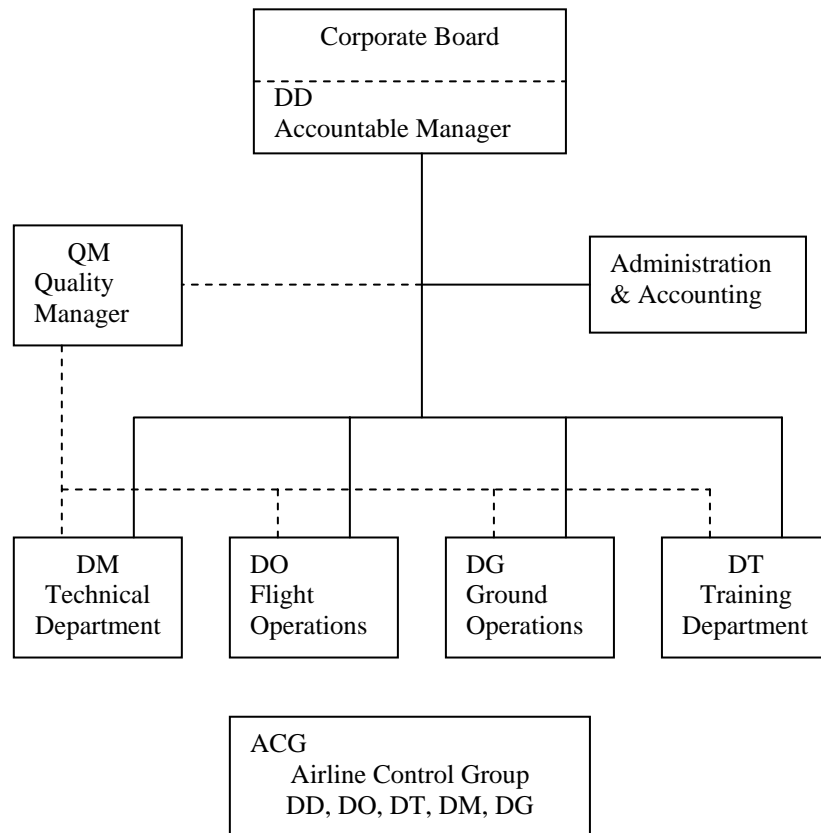 Corporate Board
DD
Accountable Manager
QM
Quality
Manager
Administration
& Accounting
DM
Technical
Department
DO
Flight
Operations
DG
Ground
Operations
DT
Training
Department
ACG
Airline Control Group
DD, DO, DT, DM, DG